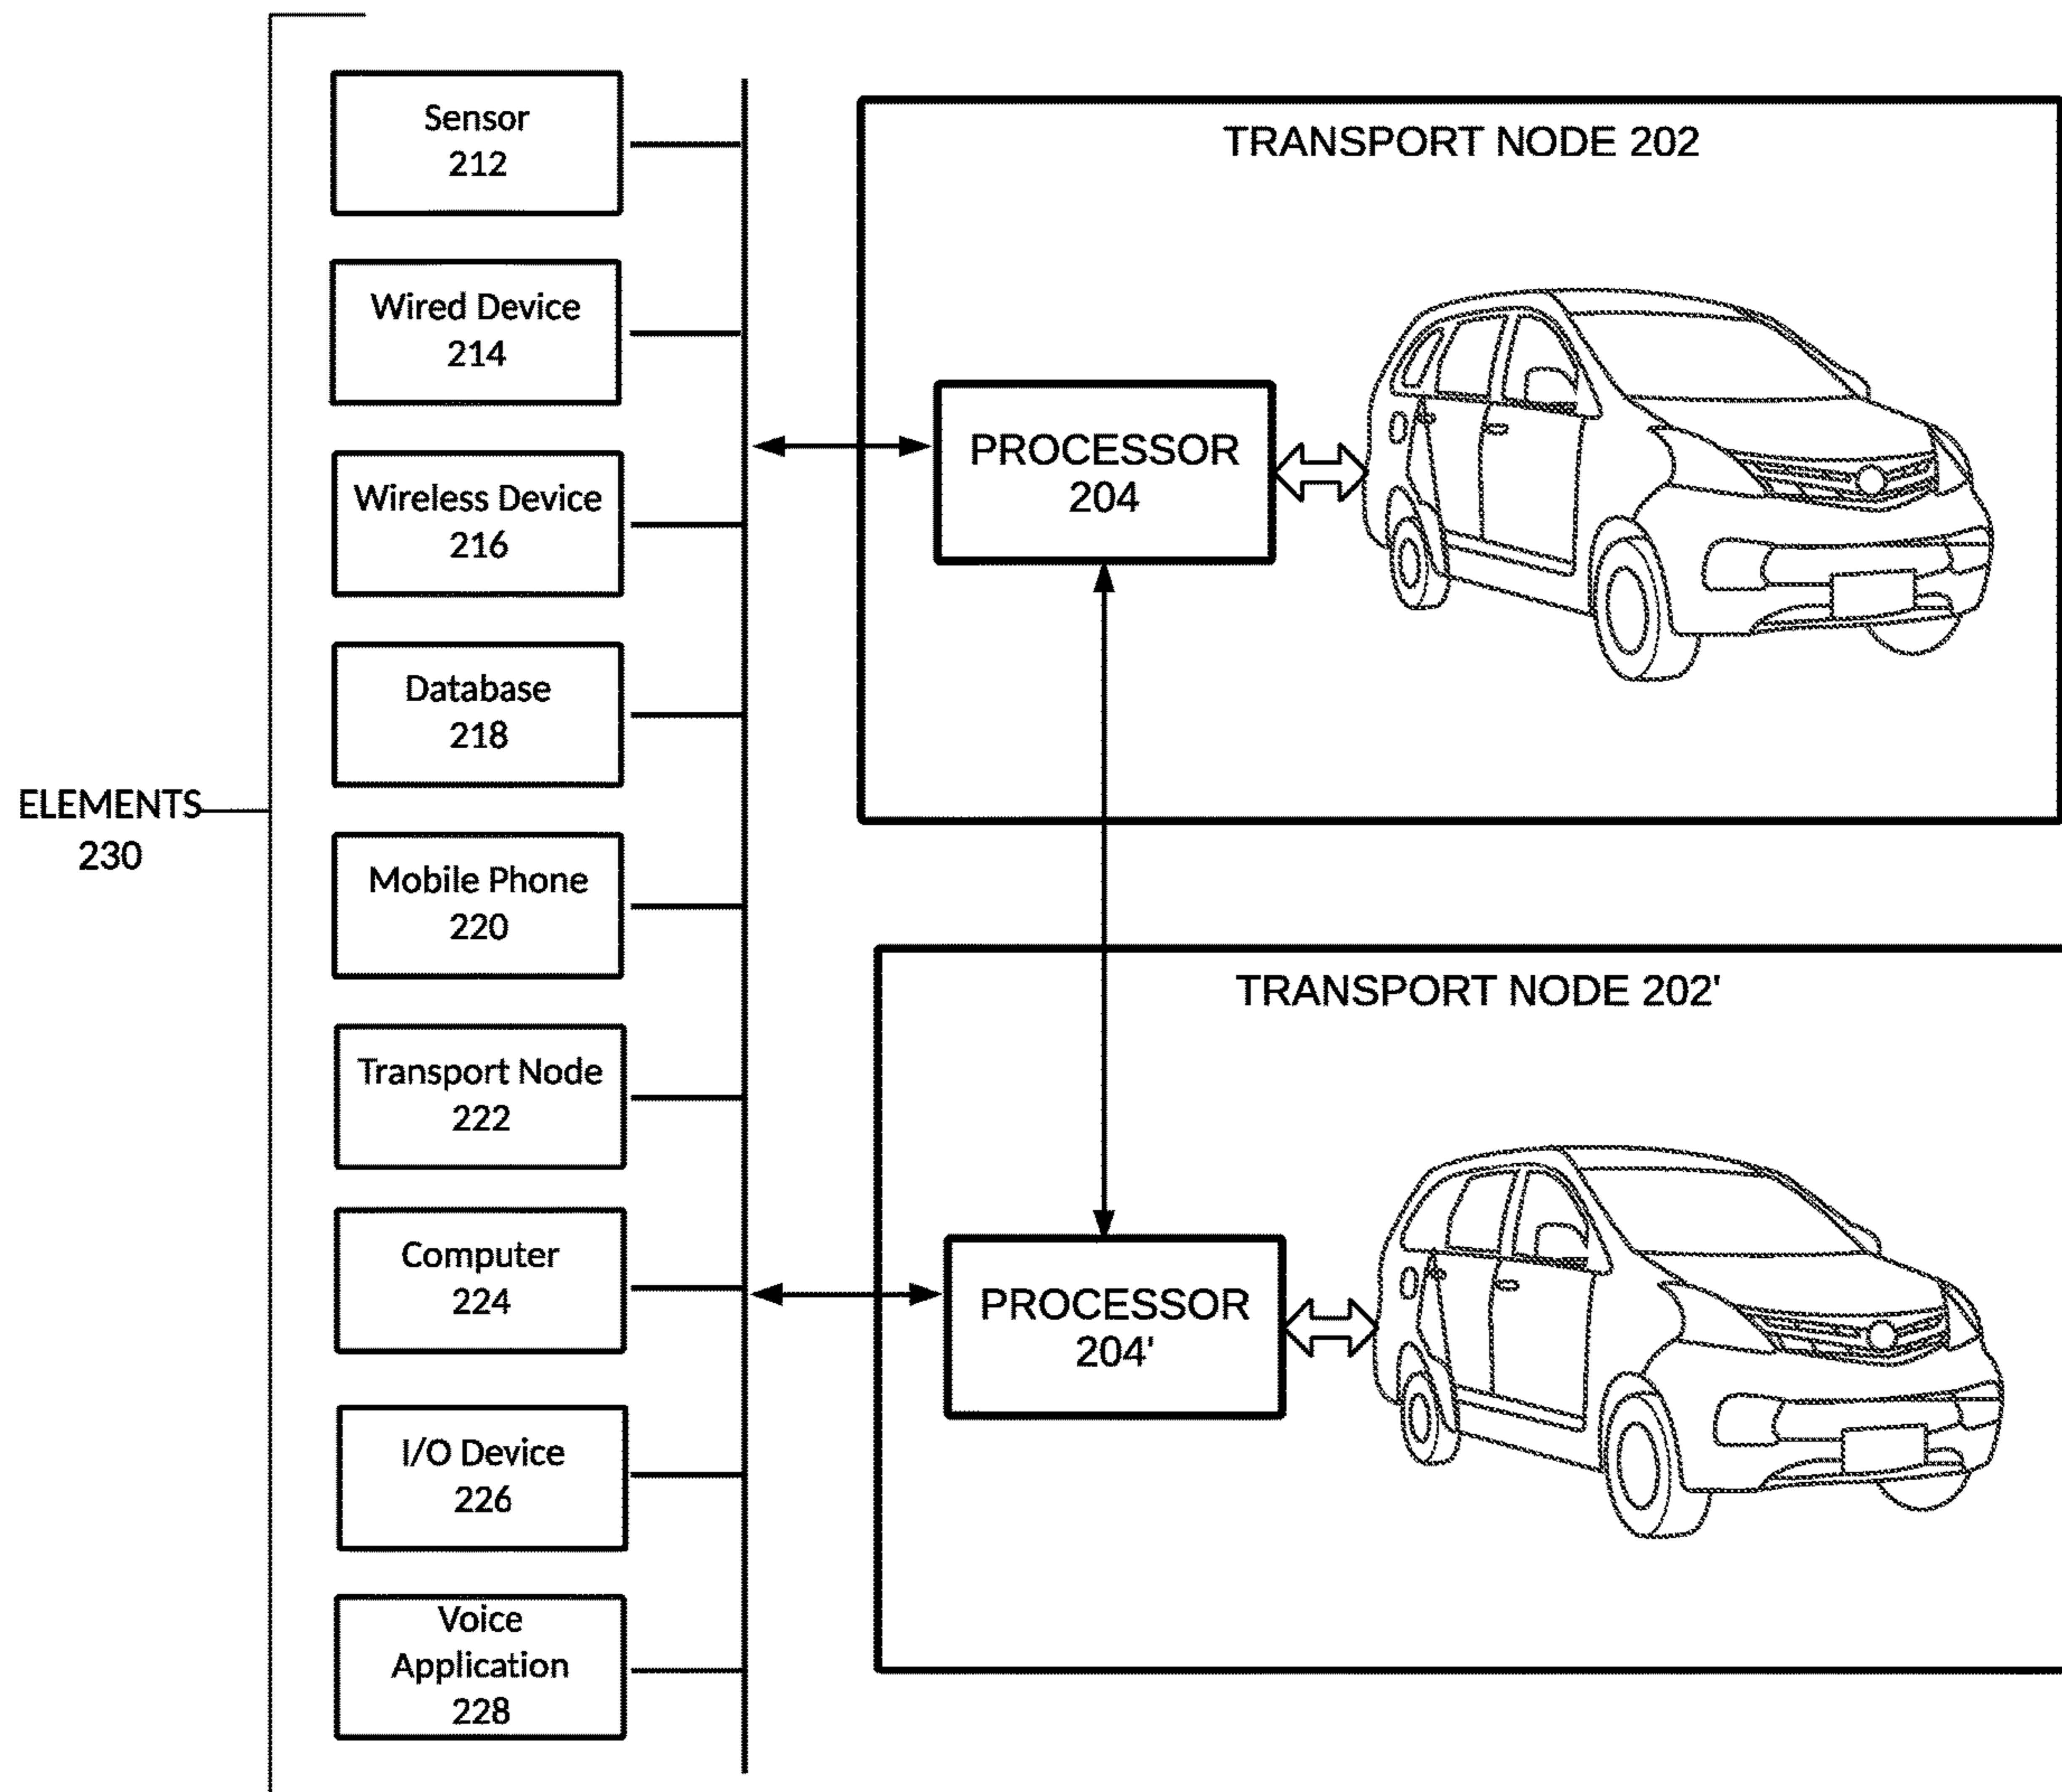 ELEMENTS
230
Sensor
212
Wired Device
214
Wireless Device
216
Database
218
Mobile Phone
220
Transport Node
222
Computer
224
I/O Device
226
Voice
Application
228
TRANSPORT NODE 202
PROCESSOR
204
TRANSPORT NODE 202'
PROCESSOR
204'